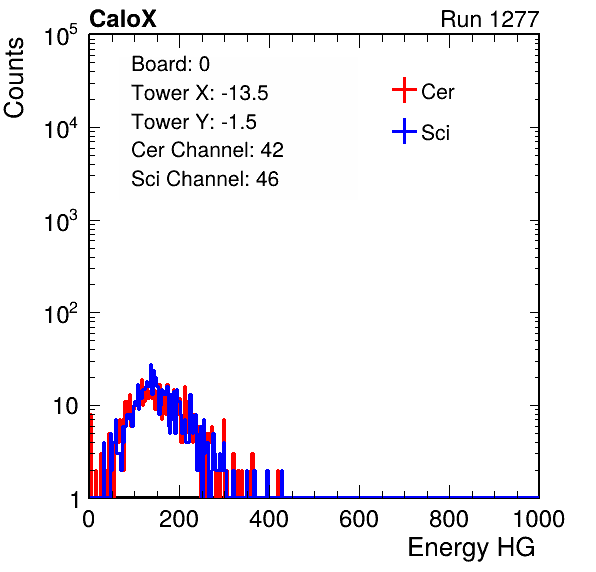 CaloX Run 1277
Counts
10^5
10^4
10^3
10^2
10
1
Board: 0
Tower X: -13.5
Tower Y: -1.5
Cer Channel: 42
Sci Channel: 46
Cer
Sci
0 200 400 600 800 1000
Energy HG